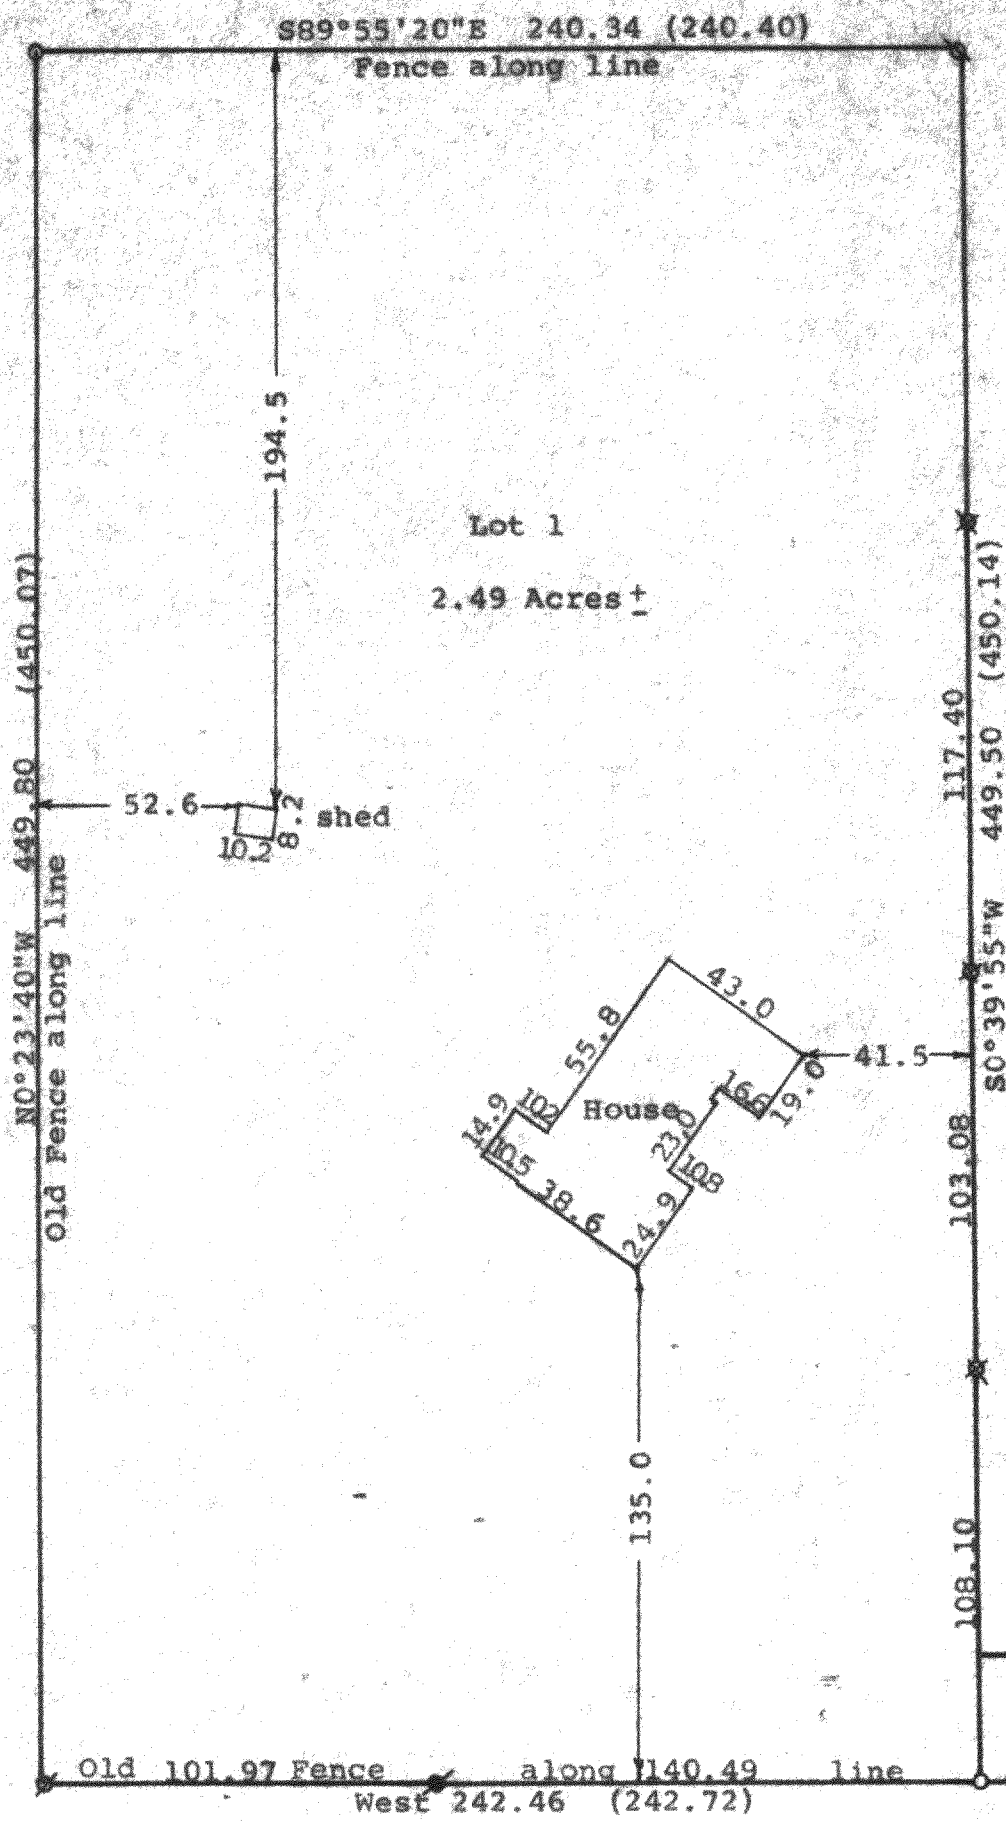 S89°55'20"E 240.34 (240.40)
Fence along line
194.5
Lot 1
2.49 Acres ±
N0°23'40"W 449.80 (450.07)
Old Fence along line
117.40
S0°39'55"W 449.50 (450.14)
52.6
8.2
shed
10.2
43.0
55.8
41.5
16.6
19.0
House
10.2
14.9
23.0
10.5
10.8
38.6
24.9
103.08
135.0
108.10
Old 101.97 Fence along 140.49 line
West 242.46 (242.72)